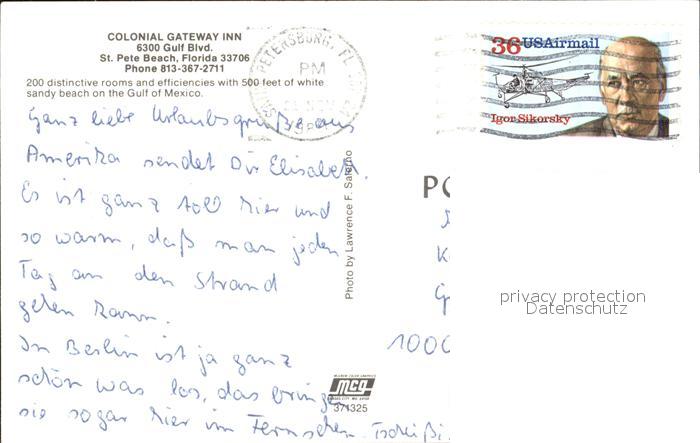 COLONIAL GATEWAY INN
6300 Gulf Blvd.
St. Pete Beach, Florida 33706
Phone 813-367-2711
200 distinctive rooms and efficiencies with 500 feet of white
sandy beach on the Gulf of Mexico.
Ganz liebe Urlaubsgrüße aus
Amerika sendet Dir Elisabeth.
Es ist ganz toll hier und
so warm, daß man jeden
Tag an den Strand
gehen kann.
In Berlin ist ja ganz
schön was los, das bringen
sie sogar hier im Fernsehen. Tschüßi
Photo by Lawrence F. Salerno
SAINT PETERSBURG, FL
PM
36 USAirmail
Igor Sikorsky
PO
1000
privacy protection
Datenschutz
mcg
371325